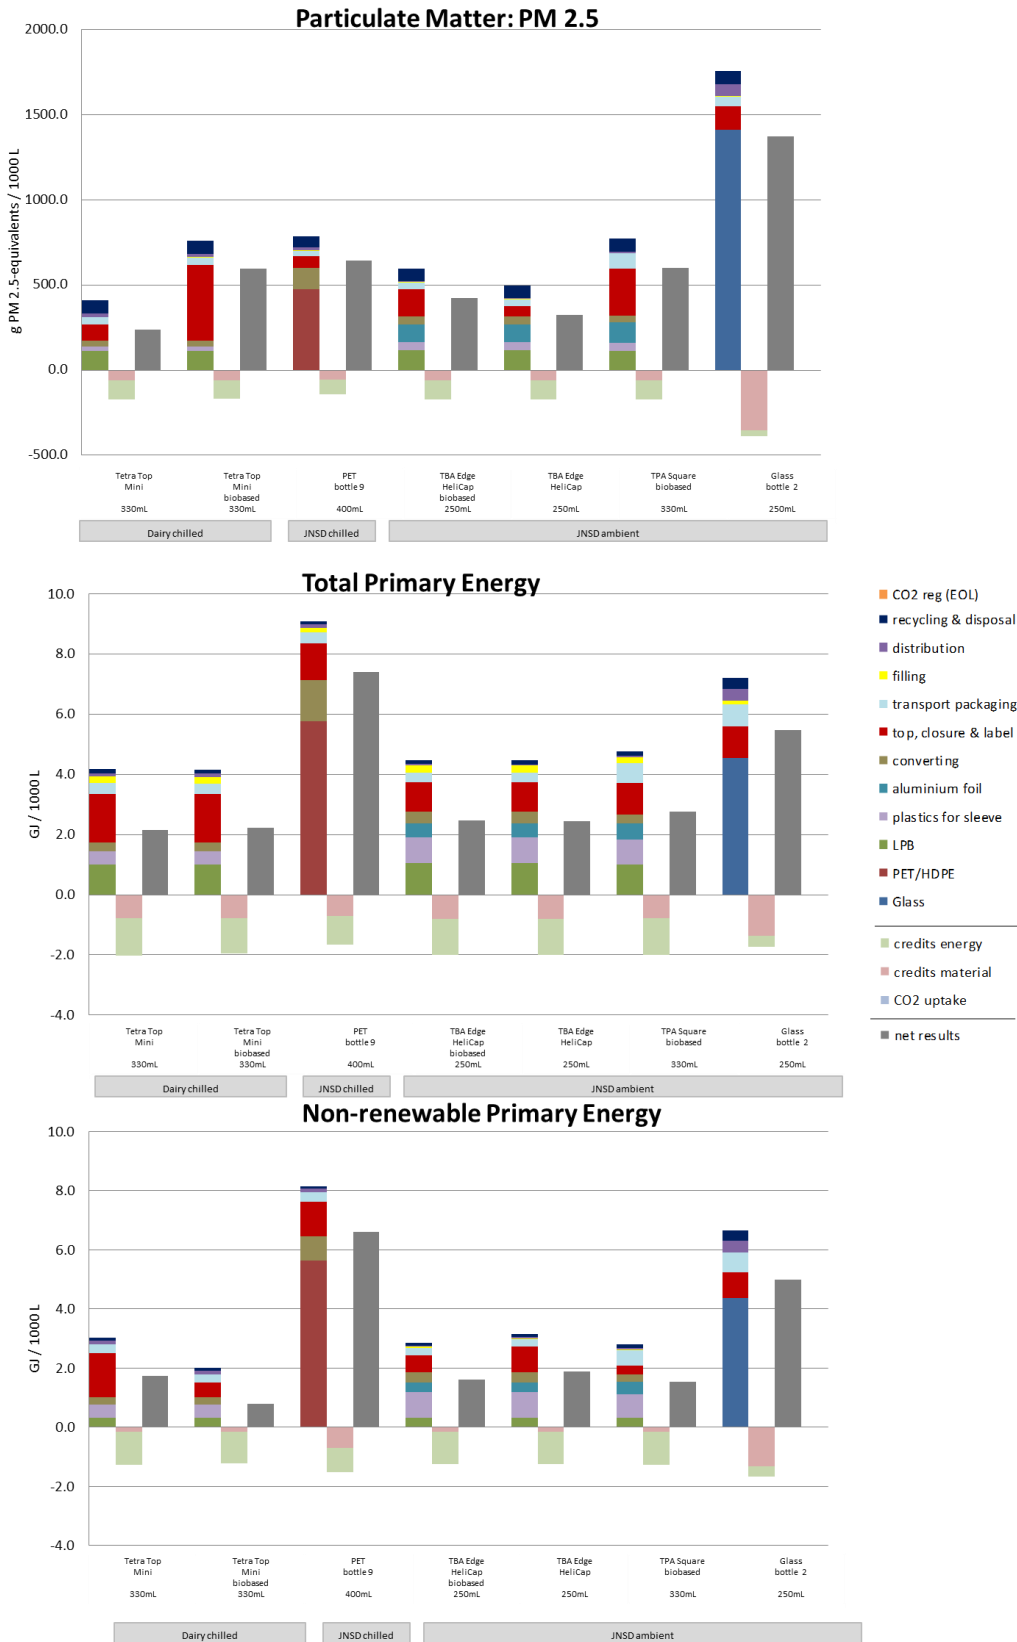 Particulate Matter: PM 2.5
g PM 2.5-equivalents / 1000 L
2000.0
1500.0
1000.0
500.0
0.0
-500.0
Tetra Top Mini 330mL
Tetra Top Mini biobased 330mL
PET bottle 9 400mL
TBA Edge HeliCap biobased 250mL
TBA Edge HeliCap 250mL
TPA Square biobased 330mL
Glass bottle 2 250mL
Dairy chilled
JNSD chilled
JNSD ambient
Total Primary Energy
GJ / 1000 L
10.0
8.0
6.0
4.0
2.0
0.0
-2.0
-4.0
Tetra Top Mini 330mL
Tetra Top Mini biobased 330mL
PET bottle 9 400mL
TBA Edge HeliCap biobased 250mL
TBA Edge HeliCap 250mL
TPA Square biobased 330mL
Glass bottle 2 250mL
Dairy chilled
JNSD chilled
JNSD ambient
CO2 reg (EOL)
recycling & disposal
distribution
filling
transport packaging
top, closure & label
converting
aluminium foil
plastics for sleeve
LPB
PET/HDPE
Glass
credits energy
credits material
CO2 uptake
net results
Non-renewable Primary Energy
GJ / 1000 L
10.0
8.0
6.0
4.0
2.0
0.0
-2.0
-4.0
Tetra Top Mini 330mL
Tetra Top Mini biobased 330mL
PET bottle 9 400mL
TBA Edge HeliCap biobased 250mL
TBA Edge HeliCap 250mL
TPA Square biobased 330mL
Glass bottle 2 250mL
Dairy chilled
JNSD chilled
JNSD ambient